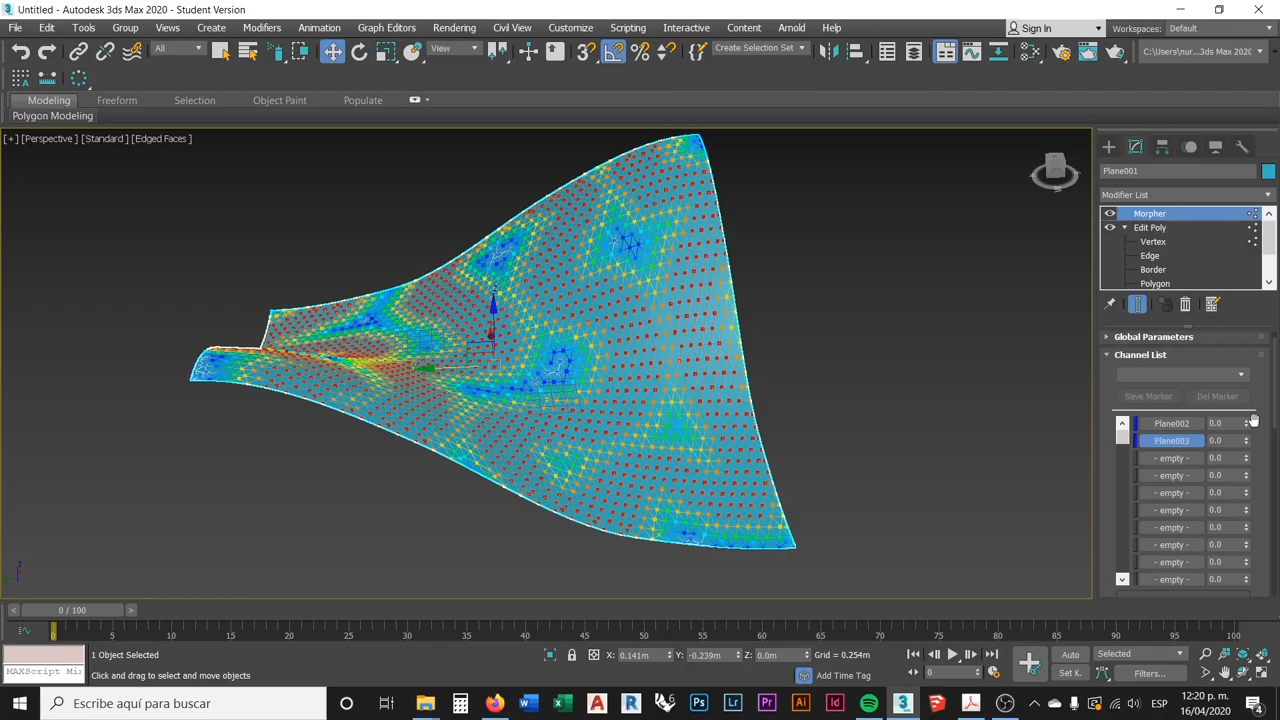 Untitled - Autodesk 3ds Max 2020 - Student Version
File Edit Tools Group Views Create Modifiers Animation Graph Editors Rendering Civil View Customize Scripting Interactive Content Arnold Help Sign In Workspaces: Default
All View Create Selection Set C:\Users\nur...3ds Max 2020
Modeling Freeform Selection Object Paint Populate
Polygon Modeling
[+] [Perspective] [Standard] [Edged Faces]
Plane001
Modifier List
Morpher
Edit Poly
Vertex
Edge
Border
Polygon
Global Parameters
Channel List
Save Marker Del Marker
Plane002 0.0
Plane003 0.0
- empty - 0.0
- empty - 0.0
- empty - 0.0
- empty - 0.0
- empty - 0.0
- empty - 0.0
- empty - 0.0
- empty - 0.0
0 / 100
0 5 10 15 20 25 30 35 40 45 50 55 60 65 70 75 80 85 90 95 100
1 Object Selected X: 0.141m Y: -0.239m Z: 0.0m Grid = 0.254m Auto Selected
MAXScript Mi: Click and drag to select and move objects Add Time Tag 0 Set K. Filters...
Escribe aquí para buscar ESP 12:20 p. m.
16/04/2020